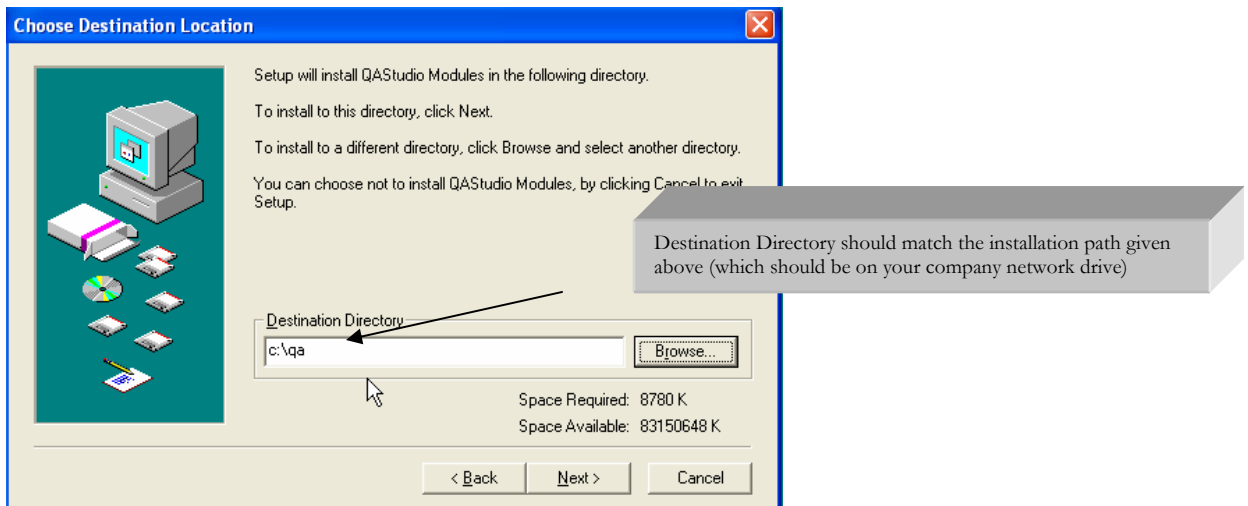 Choose Destination Location
Setup will install QAStudio Modules in the following directory.
To install to this directory, click Next.
To install to a different directory, click Browse and select another directory.
You can choose not to install QAStudio Modules, by clicking Cancel to exit
Setup.
Destination Directory should match the installation path given
above (which should be on your company network drive)
Destination Directory
c:\qa
Browse...
Space Required: 8780 K
Space Available: 83150648 K
< Back
Next >
Cancel